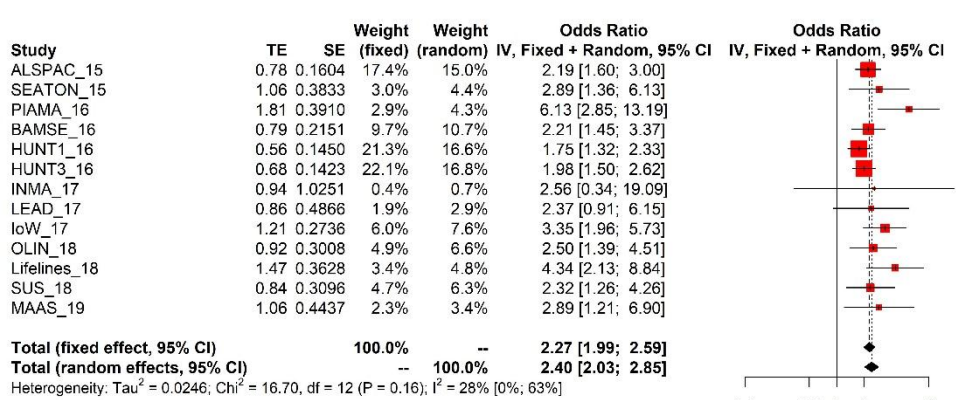 Weight Weight Odds Ratio Odds Ratio
Study TE SE (fixed) (random) IV, Fixed + Random, 95% CI IV, Fixed + Random, 95% CI
ALSPAC_15 0.78 0.1604 17.4% 15.0% 2.19 [1.60; 3.00]
SEATON_15 1.06 0.3833 3.0% 4.4% 2.89 [1.36; 6.13]
PIAMA_16 1.81 0.3910 2.9% 4.3% 6.13 [2.85; 13.19]
BAMSE_16 0.79 0.2151 9.7% 10.7% 2.21 [1.45; 3.37]
HUNT1_16 0.56 0.1450 21.3% 16.6% 1.75 [1.32; 2.33]
HUNT3_16 0.68 0.1423 22.1% 16.8% 1.98 [1.50; 2.62]
INMA_17 0.94 1.0251 0.4% 0.7% 2.56 [0.34; 19.09]
LEAD_17 0.86 0.4866 1.9% 2.9% 2.37 [0.91; 6.15]
IoW_17 1.21 0.2736 6.0% 7.6% 3.35 [1.96; 5.73]
OLIN_18 0.92 0.3008 4.9% 6.6% 2.50 [1.39; 4.51]
Lifelines_18 1.47 0.3628 3.4% 4.8% 4.34 [2.13; 8.84]
SUS_18 0.84 0.3096 4.7% 6.3% 2.32 [1.26; 4.26]
MAAS_19 1.06 0.4437 2.3% 3.4% 2.89 [1.21; 6.90]
Total (fixed effect, 95% CI) 100.0% -- 2.27 [1.99; 2.59]
Total (random effects, 95% CI) -- 100.0% 2.40 [2.03; 2.85]
Heterogeneity: Tau² = 0.0246; Chi² = 16.70, df = 12 (P = 0.16); I² = 28% [0%; 63%]